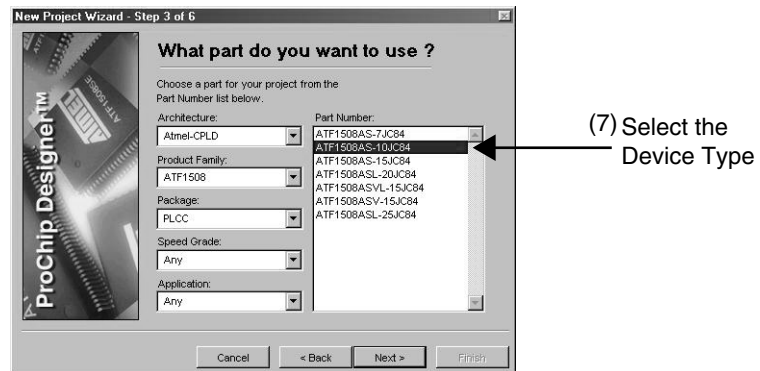 New Project Wizard - Step 3 of 6
ProChip Designer™
ATMEL
ATF1508SE
What part do you want to use ?
Choose a part for your project from the
Part Number list below.
Architecture:
Atmel-CPLD
Product Family:
ATF1508
Package:
PLCC
Speed Grade:
Any
Application:
Any
Part Number:
ATF1508AS-7JC84
ATF1508AS-10JC84
ATF1508AS-15JC84
ATF1508ASL-20JC84
ATF1508ASVL-15JC84
ATF1508ASV-15JC84
ATF1508ASL-25JC84
Cancel
< Back
Next >
Finish
(7) Select the
Device Type